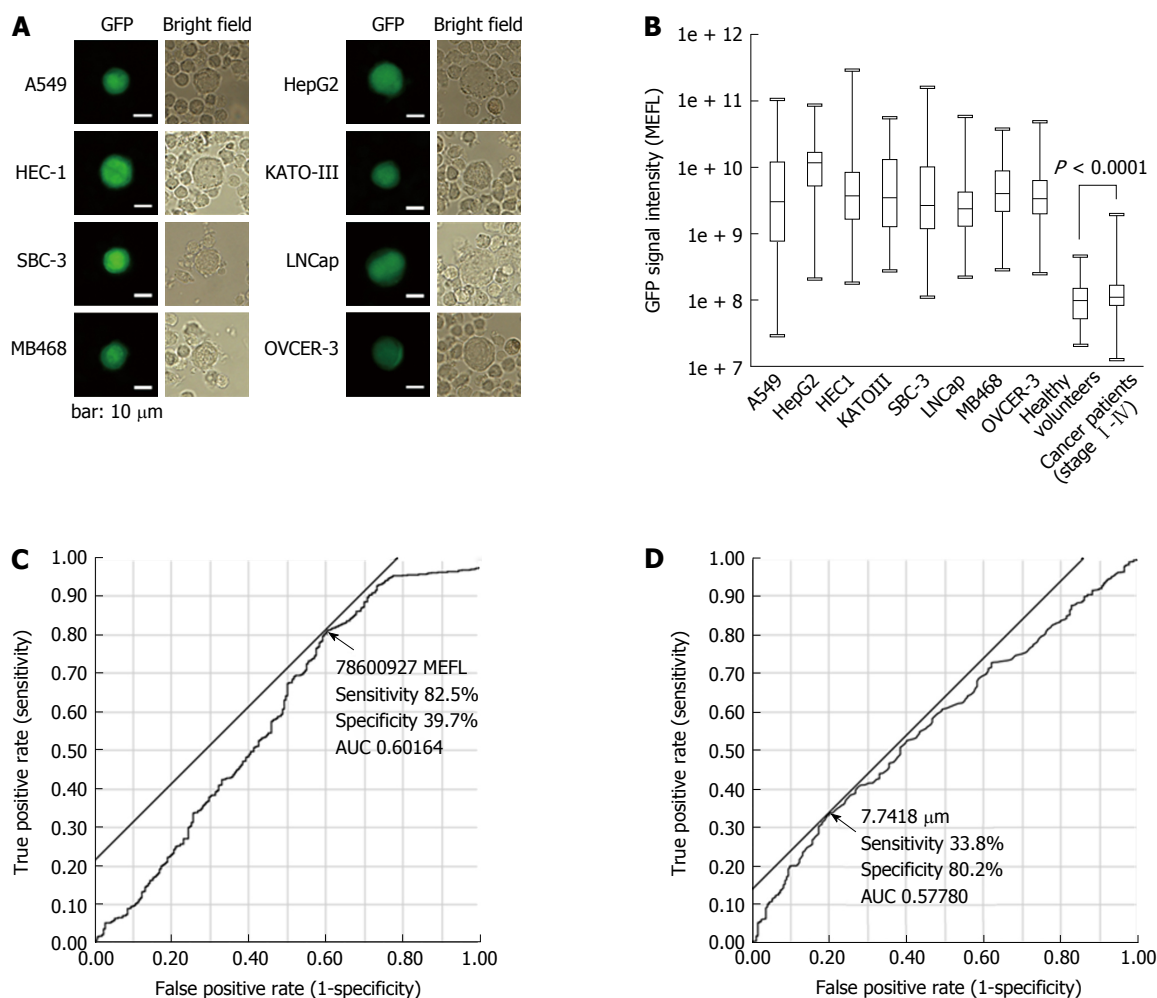 A
GFP Bright field
A549
HEC-1
SBC-3
MB468
bar: 10 μm
GFP Bright field
HepG2
KATO-III
LNCap
OVCER-3
B
GFP signal intensity (MEFL)
1e + 12
1e + 11
1e + 10
1e + 9
1e + 8
1e + 7
P < 0.0001
A549
HepG2
HEC1
KATOIII
SBC-3
LNCap
MB468
OVCER-3
Healthy
volunteers
Cancer patients
(stage Ⅰ-Ⅳ)
C
True positive rate (sensitivity)
1.00
0.90
0.80
0.70
0.60
0.50
0.40
0.30
0.20
0.10
0.00
78600927 MEFL
Sensitivity 82.5%
Specificity 39.7%
AUC 0.60164
0.00 0.20 0.40 0.60 0.80 1.00
False positive rate (1-specificity)
D
True positive rate (sensitivity)
1.00
0.90
0.80
0.70
0.60
0.50
0.40
0.30
0.20
0.10
0.00
7.7418 μm
Sensitivity 33.8%
Specificity 80.2%
AUC 0.57780
0.00 0.20 0.40 0.60 0.80 1.00
False positive rate (1-specificity)